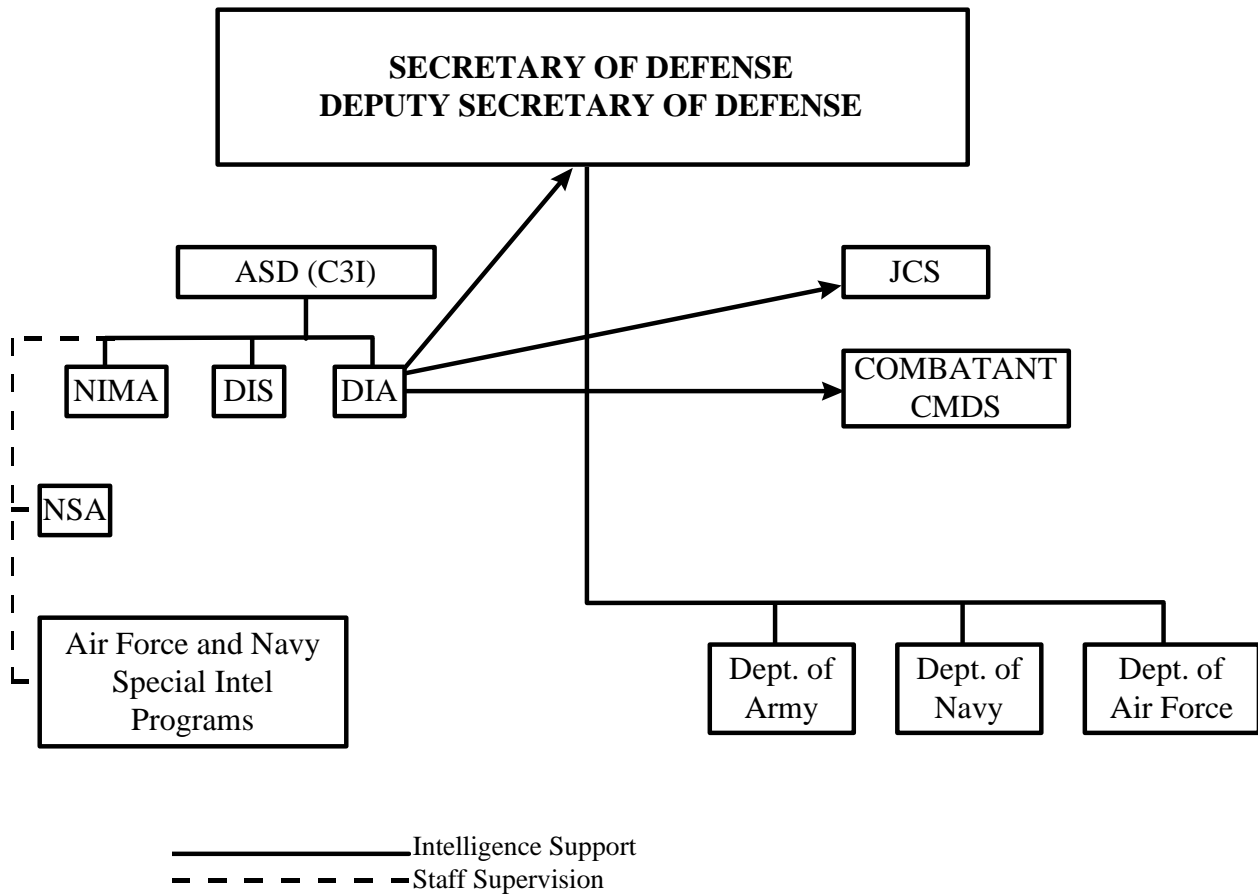 SECRETARY OF DEFENSE
DEPUTY SECRETARY OF DEFENSE
ASD (C3I)
JCS
NIMA
DIS
DIA
COMBATANT
CMDS
NSA
Air Force and Navy
Special Intel
Programs
Dept. of
Army
Dept. of
Navy
Dept. of
Air Force
Intelligence Support
Staff Supervision